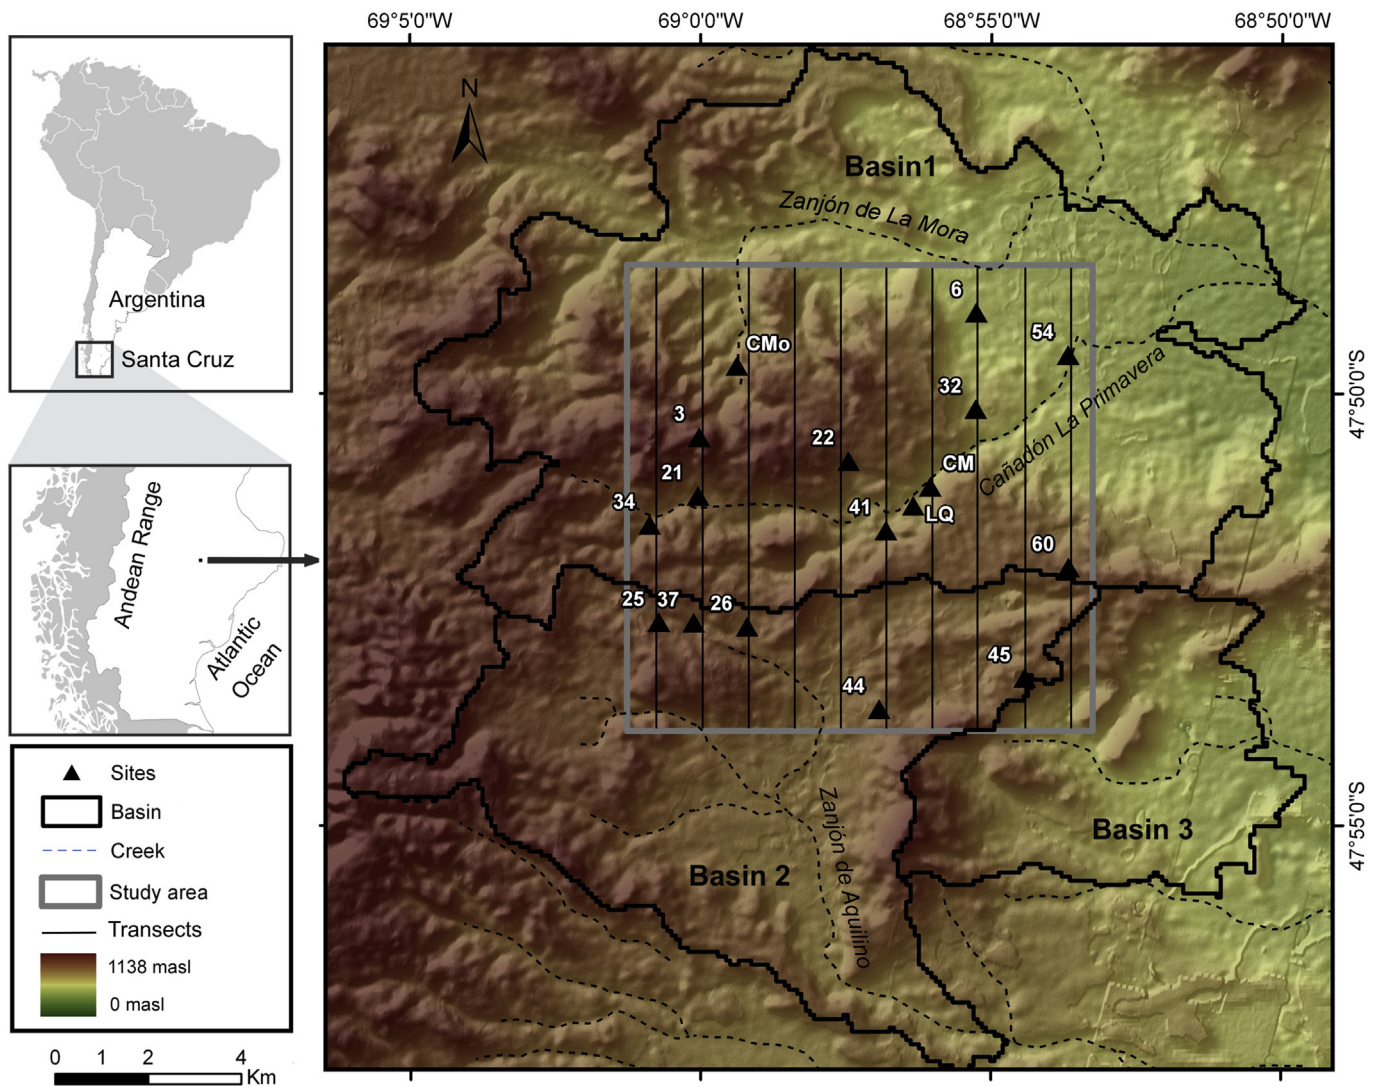 69°5'0"W
69°0'0"W
68°55'0"W
68°50'0"W
Argentina
Santa Cruz
Andean Range
Atlantic
Ocean
Sites
Basin
Creek
Study area
Transects
1138 masl
0 masl
0 1 2 4 Km
N
Basin1
Zanjón de La Mora
6
54
CMo
32
3
22
21
CM
Cañadón La Primavera
34
41
LQ
60
25 37 26
45
44
Zanjón de Aquilino
Basin 3
Basin 2
47°50'0"S
47°55'0"S